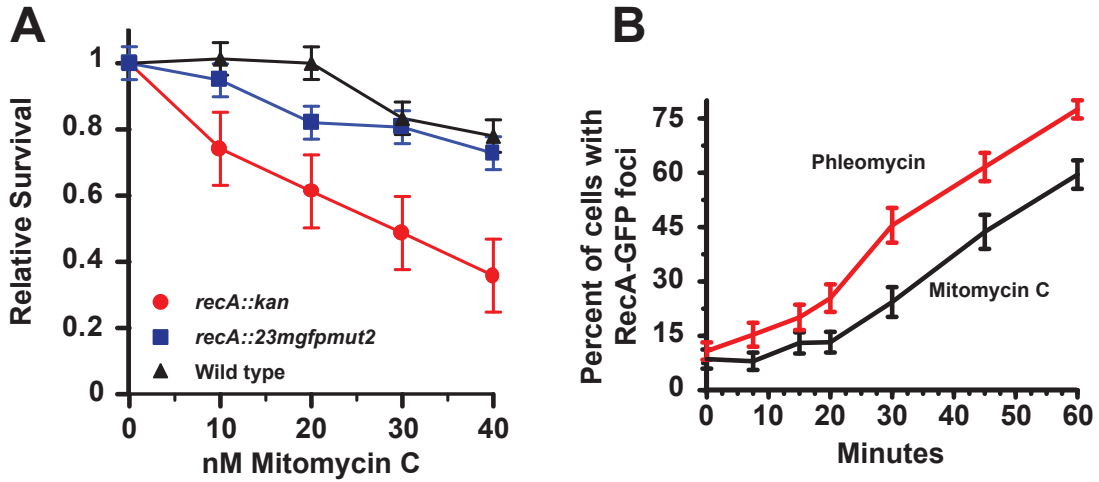 A
Relative Survival
1
0.8
0.6
0.4
0.2
0
recA::kan
recA::23mgfpmut2
Wild type
0 10 20 30 40
nM Mitomycin C
B
Percent of cells with
RecA-GFP foci
75
60
45
30
15
0
Phleomycin
Mitomycin C
0 10 20 30 40 50 60
Minutes